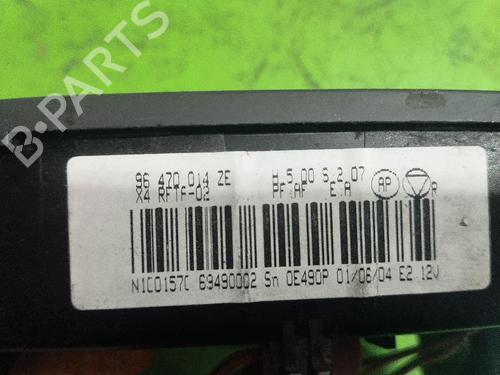 B-PARTS
96 470 014 ZE H.5.00 S.2.07
X4 RFTF-02 PF:AF E:A AP R
N1C0157C 69490002 Sn 0E490P 01/06/04 E2 12V